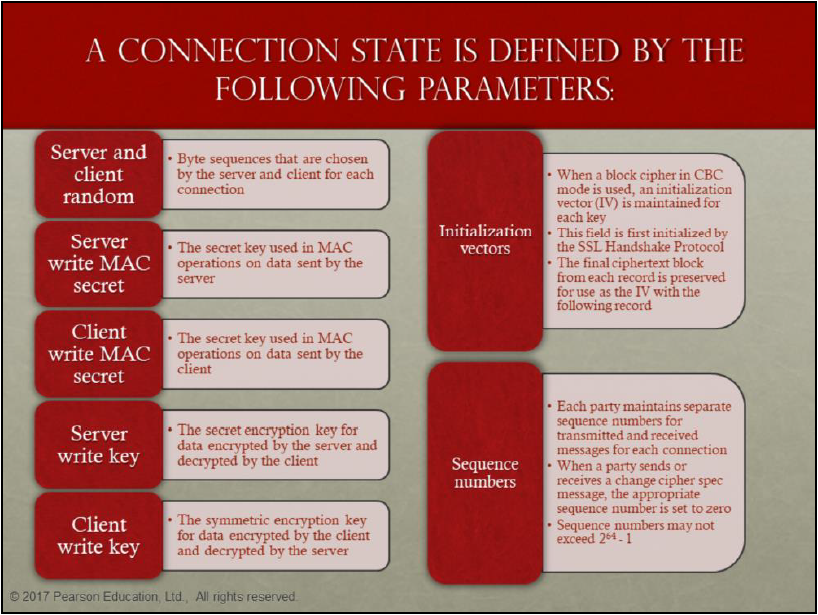 A CONNECTION STATE IS DEFINED BY THE
FOLLOWING PARAMETERS:
Server and
client
random
• Byte sequences that are chosen
by the server and client for each
connection
Server
write MAC
secret
• The secret key used in MAC
operations on data sent by the
server
Client
write MAC
secret
• The secret key used in MAC
operations on data sent by the
client
Server
write key
• The secret encryption key for
data encrypted by the server and
decrypted by the client
Client
write key
• The symmetric encryption key
for data encrypted by the client
and decrypted by the server
Initialization
vectors
• When a block cipher in CBC
mode is used, an initialization
vector (IV) is maintained for
each key
• This field is first initialized by
the SSL Handshake Protocol
• The final ciphertext block
from each record is preserved
for use as the IV with the
following record
Sequence
numbers
• Each party maintains separate
sequence numbers for
transmitted and received
messages for each connection
• When a party sends or
receives a change cipher spec
message, the appropriate
sequence number is set to zero
• Sequence numbers may not
exceed 2⁶⁴ - 1
© 2017 Pearson Education, Ltd., All rights reserved.